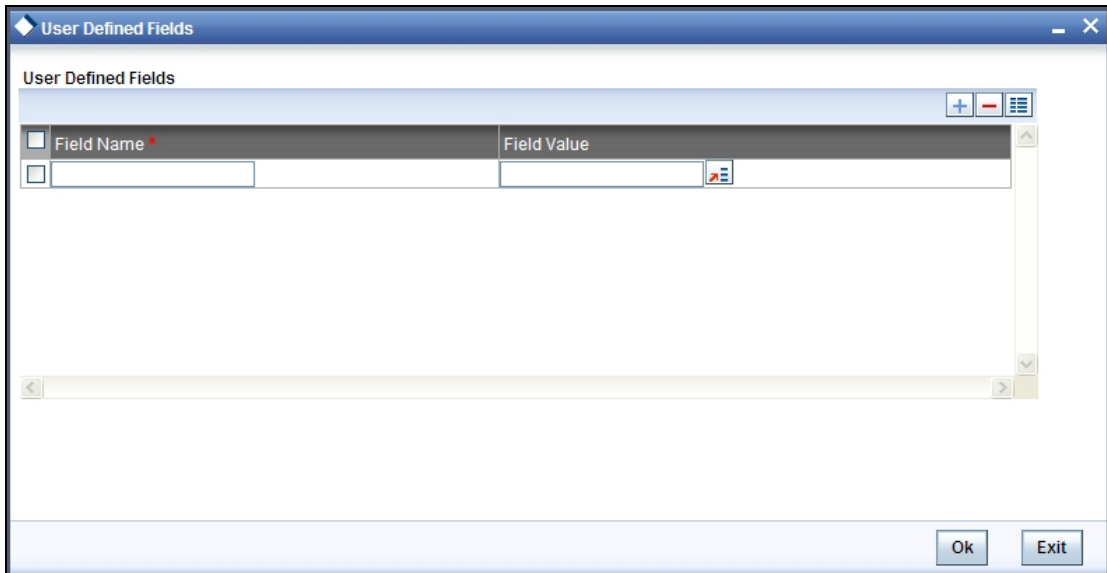 User Defined Fields
User Defined Fields
Field Name *
Field Value
Ok
Exit